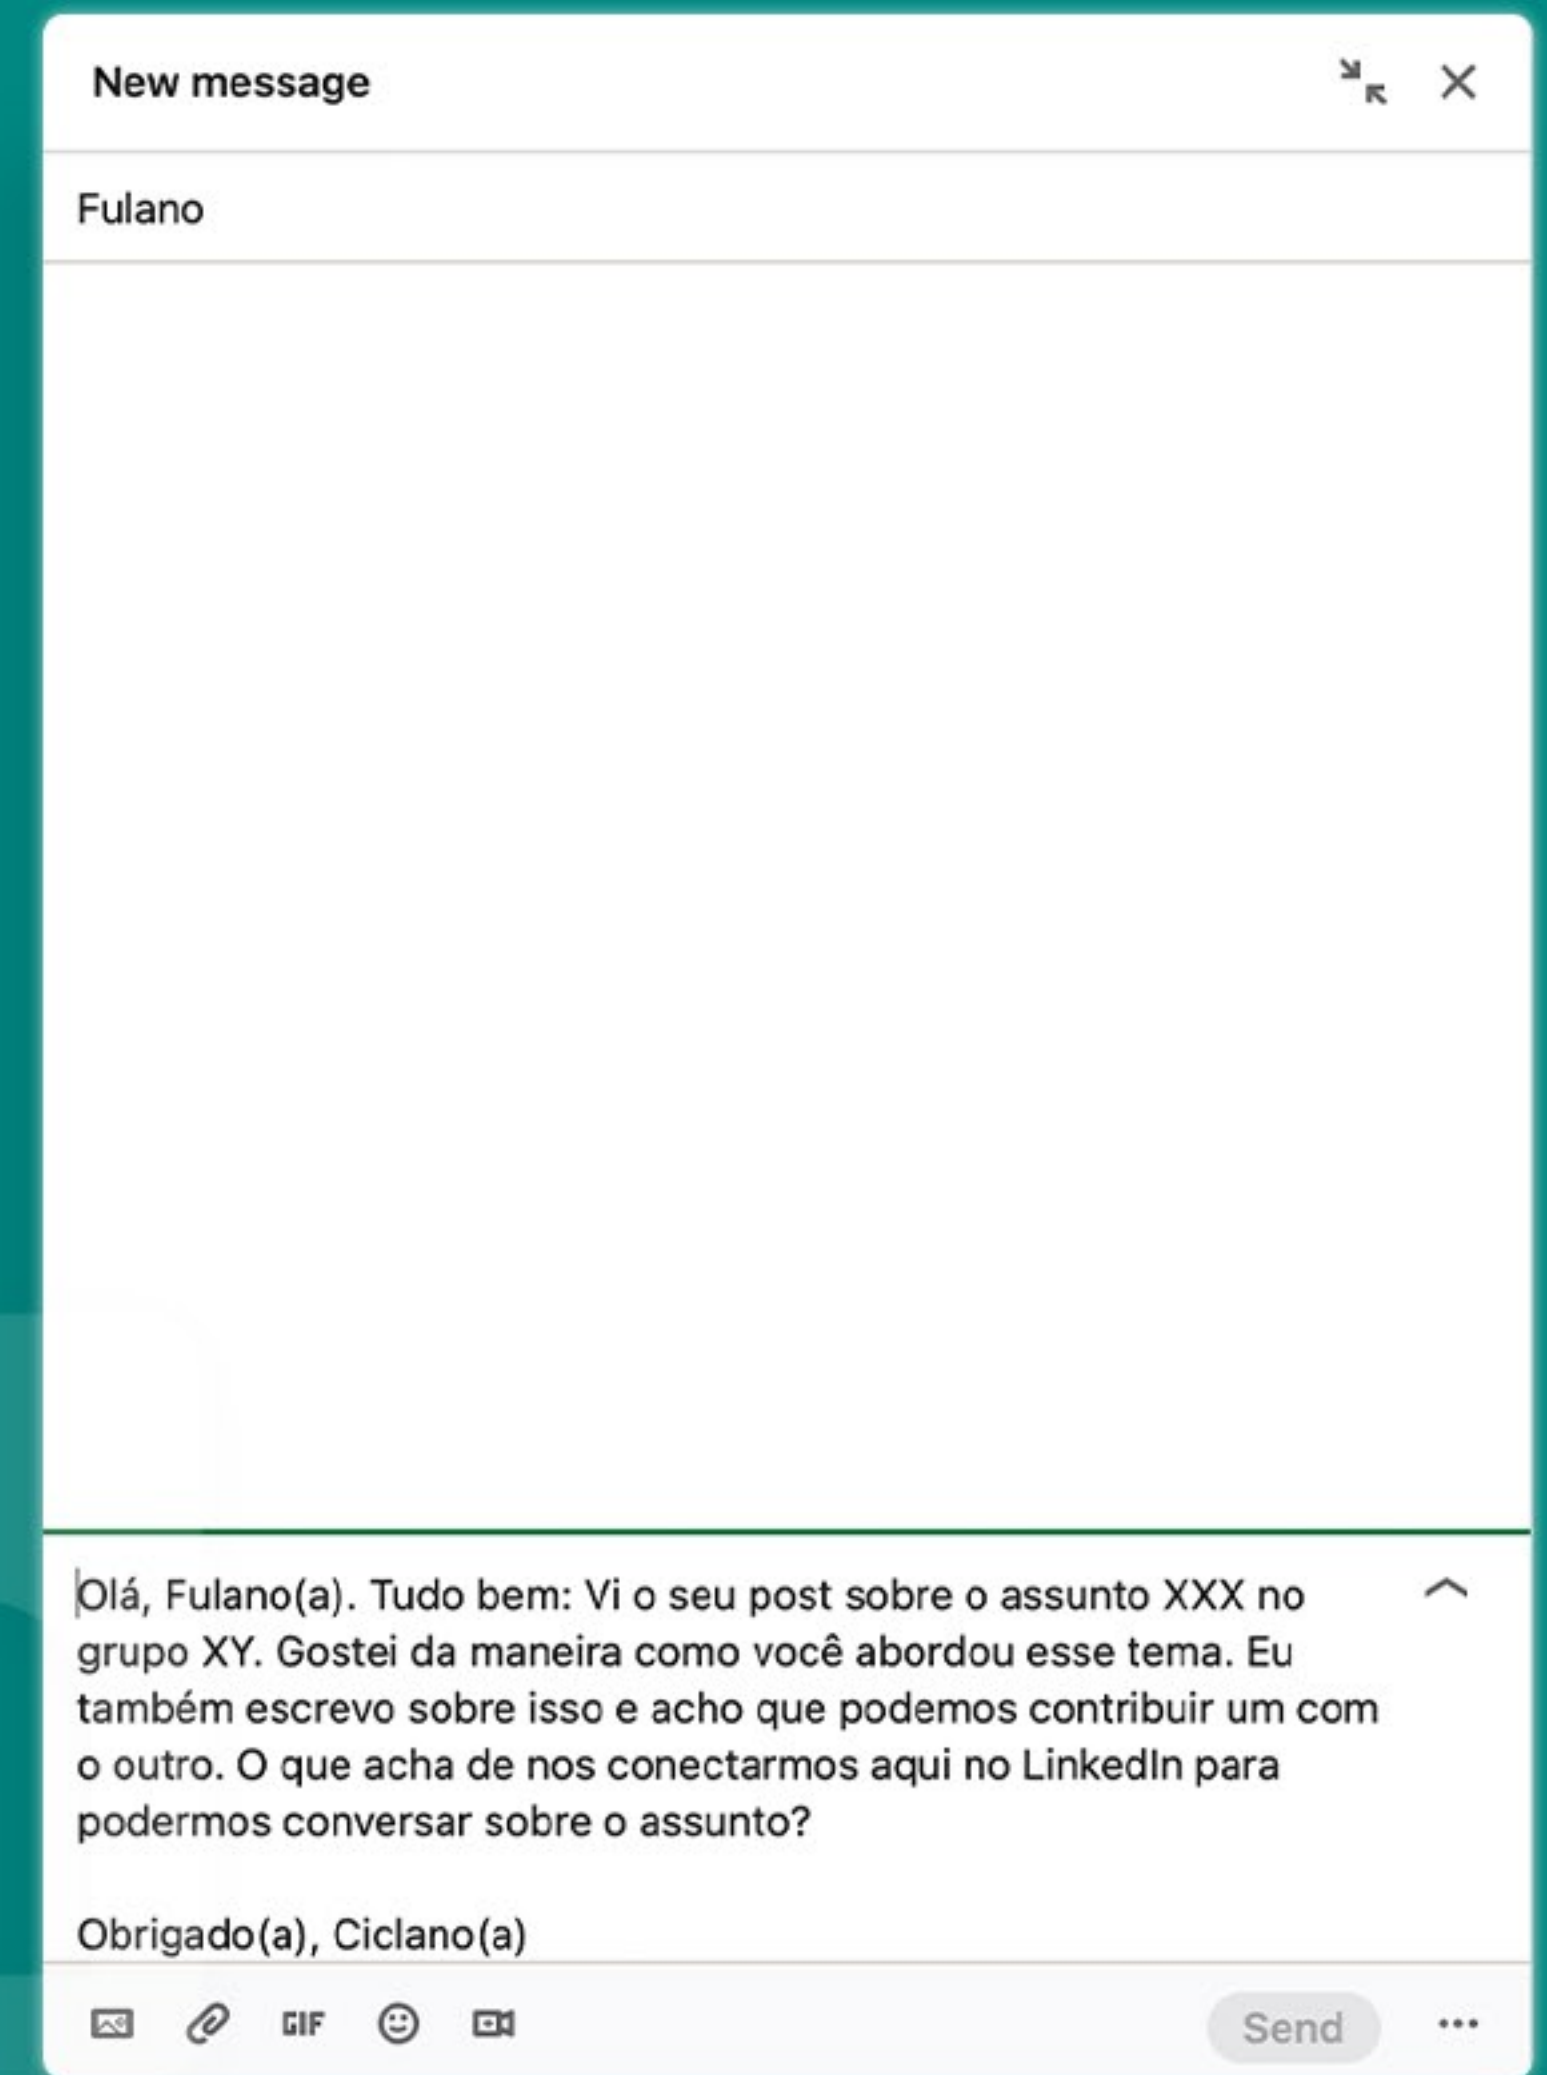 New message
Fulano
Olá, Fulano(a). Tudo bem: Vi o seu post sobre o assunto XXX no
grupo XY. Gostei da maneira como você abordou esse tema. Eu
também escrevo sobre isso e acho que podemos contribuir um com
o outro. O que acha de nos conectarmos aqui no LinkedIn para
podermos conversar sobre o assunto?
Obrigado(a), Ciclano(a)
GIF
Send